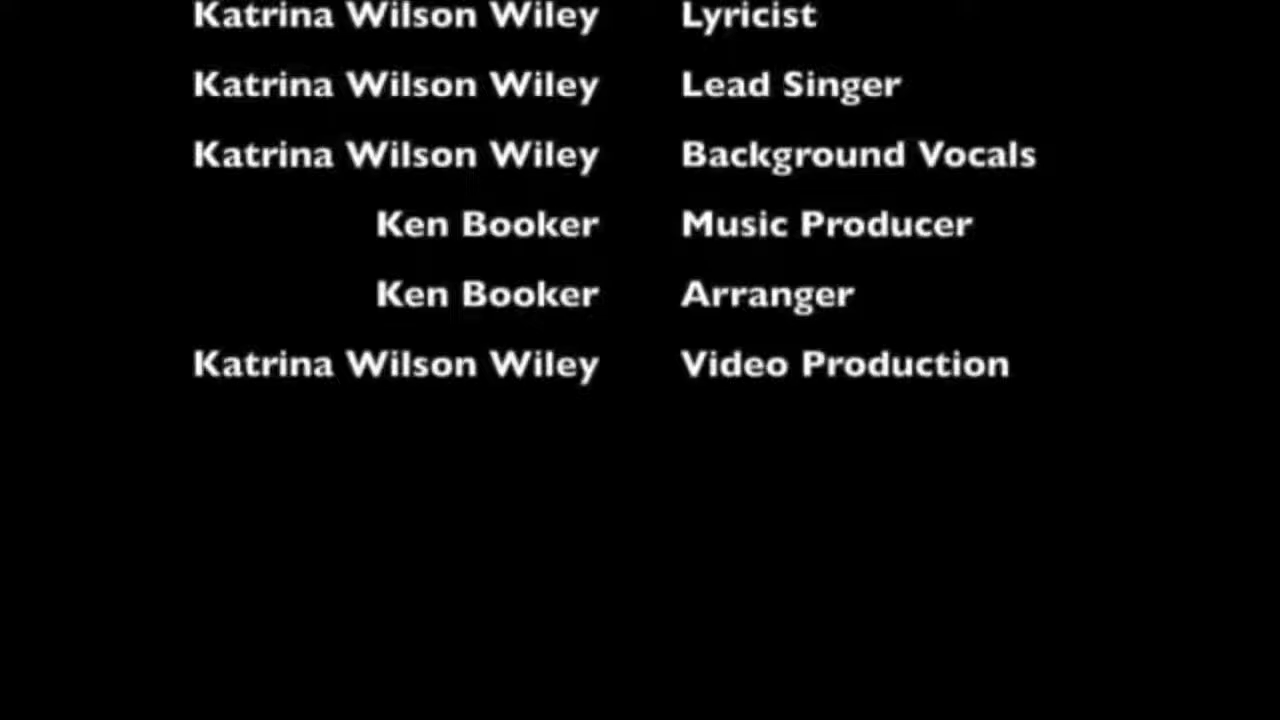 Katrina Wilson Wiley Lyricist
Katrina Wilson Wiley Lead Singer
Katrina Wilson Wiley Background Vocals
Ken Booker Music Producer
Ken Booker Arranger
Katrina Wilson Wiley Video Production